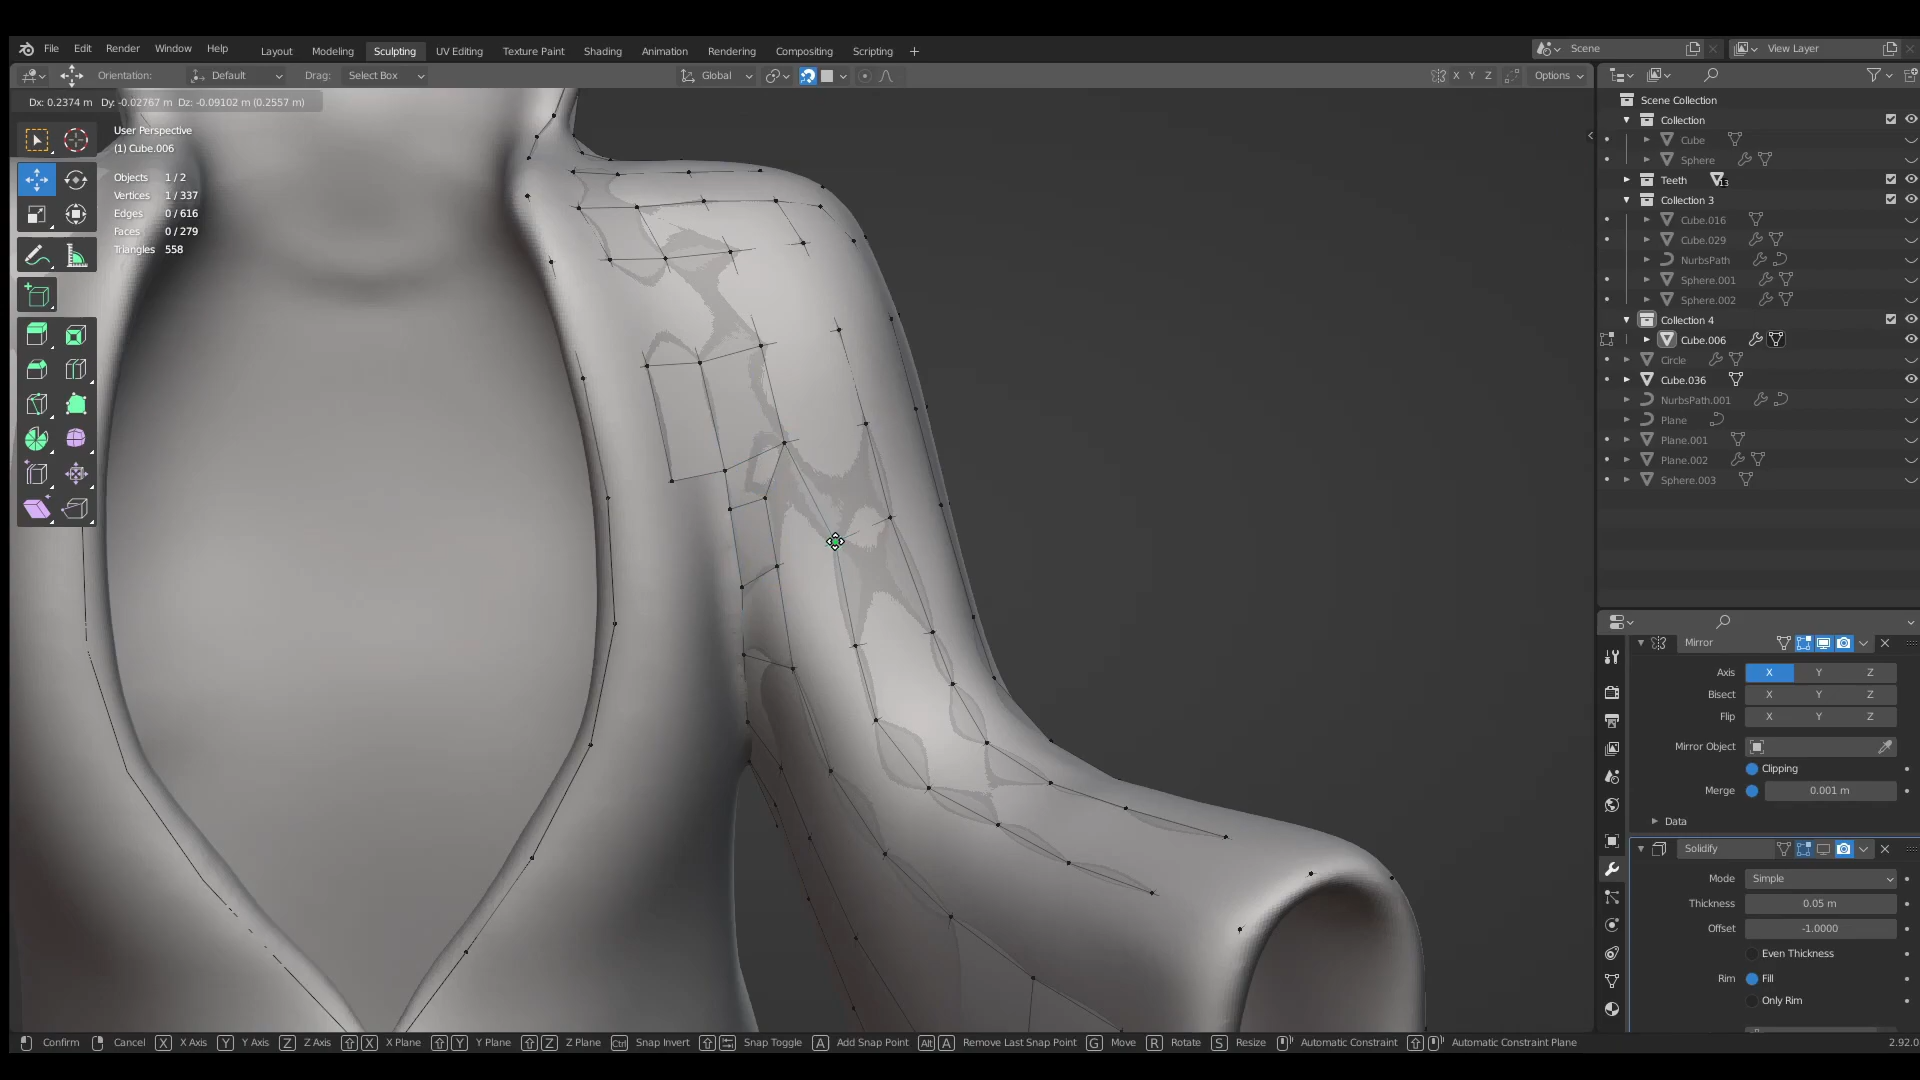 File Edit Render Window Help Layout Modeling Sculpting UV Editing Texture Paint Shading Animation Rendering Compositing Scripting + Scene View Layer
Orientation: Default Drag: Select Box Global X Y Z Options
Dx: 0.2374 m Dy: -0.02767 m Dz: -0.09102 m (0.2557 m)
User Perspective
(1) Cube.006
Objects 1 / 2
Vertices 1 / 337
Edges 0 / 616
Faces 0 / 279
Triangles 558
Scene Collection
Collection
Cube
Sphere
Teeth 13
Collection 3
Cube.016
Cube.029
NurbsPath
Sphere.001
Sphere.002
Collection 4
Cube.006
Circle
Cube.036
NurbsPath.001
Plane
Plane.001
Plane.002
Sphere.003
Mirror
Axis X Y Z
Bisect X Y Z
Flip X Y Z
Mirror Object
Clipping
Merge 0.001 m
Data
Solidify
Mode Simple
Thickness 0.05 m
Offset -1.0000
Even Thickness
Rim Fill
Only Rim
Confirm Cancel X X Axis Y Y Axis Z Z Axis X X Plane Y Y Plane Z Z Plane Ctrl Snap Invert Snap Toggle A Add Snap Point Alt A Remove Last Snap Point G Move R Rotate S Resize Automatic Constraint Automatic Constraint Plane 2.92.0